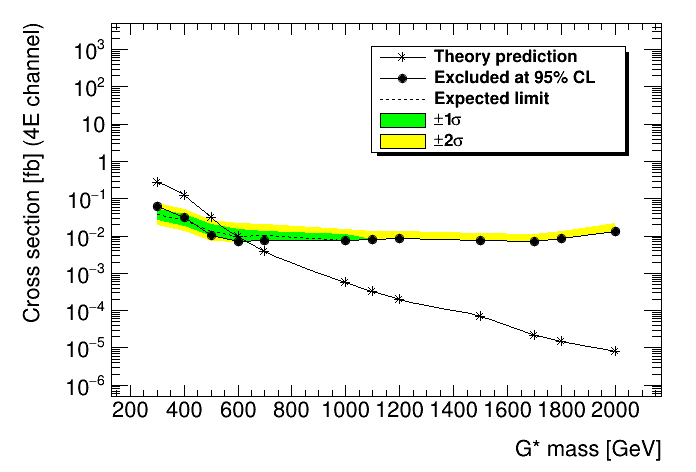 Cross section [fb] (4E channel)
10³
10²
10
1
10⁻¹
10⁻²
10⁻³
10⁻⁴
10⁻⁵
10⁻⁶
Theory prediction
Excluded at 95% CL
Expected limit
±1σ
±2σ
200 400 600 800 1000 1200 1400 1600 1800 2000
G* mass [GeV]